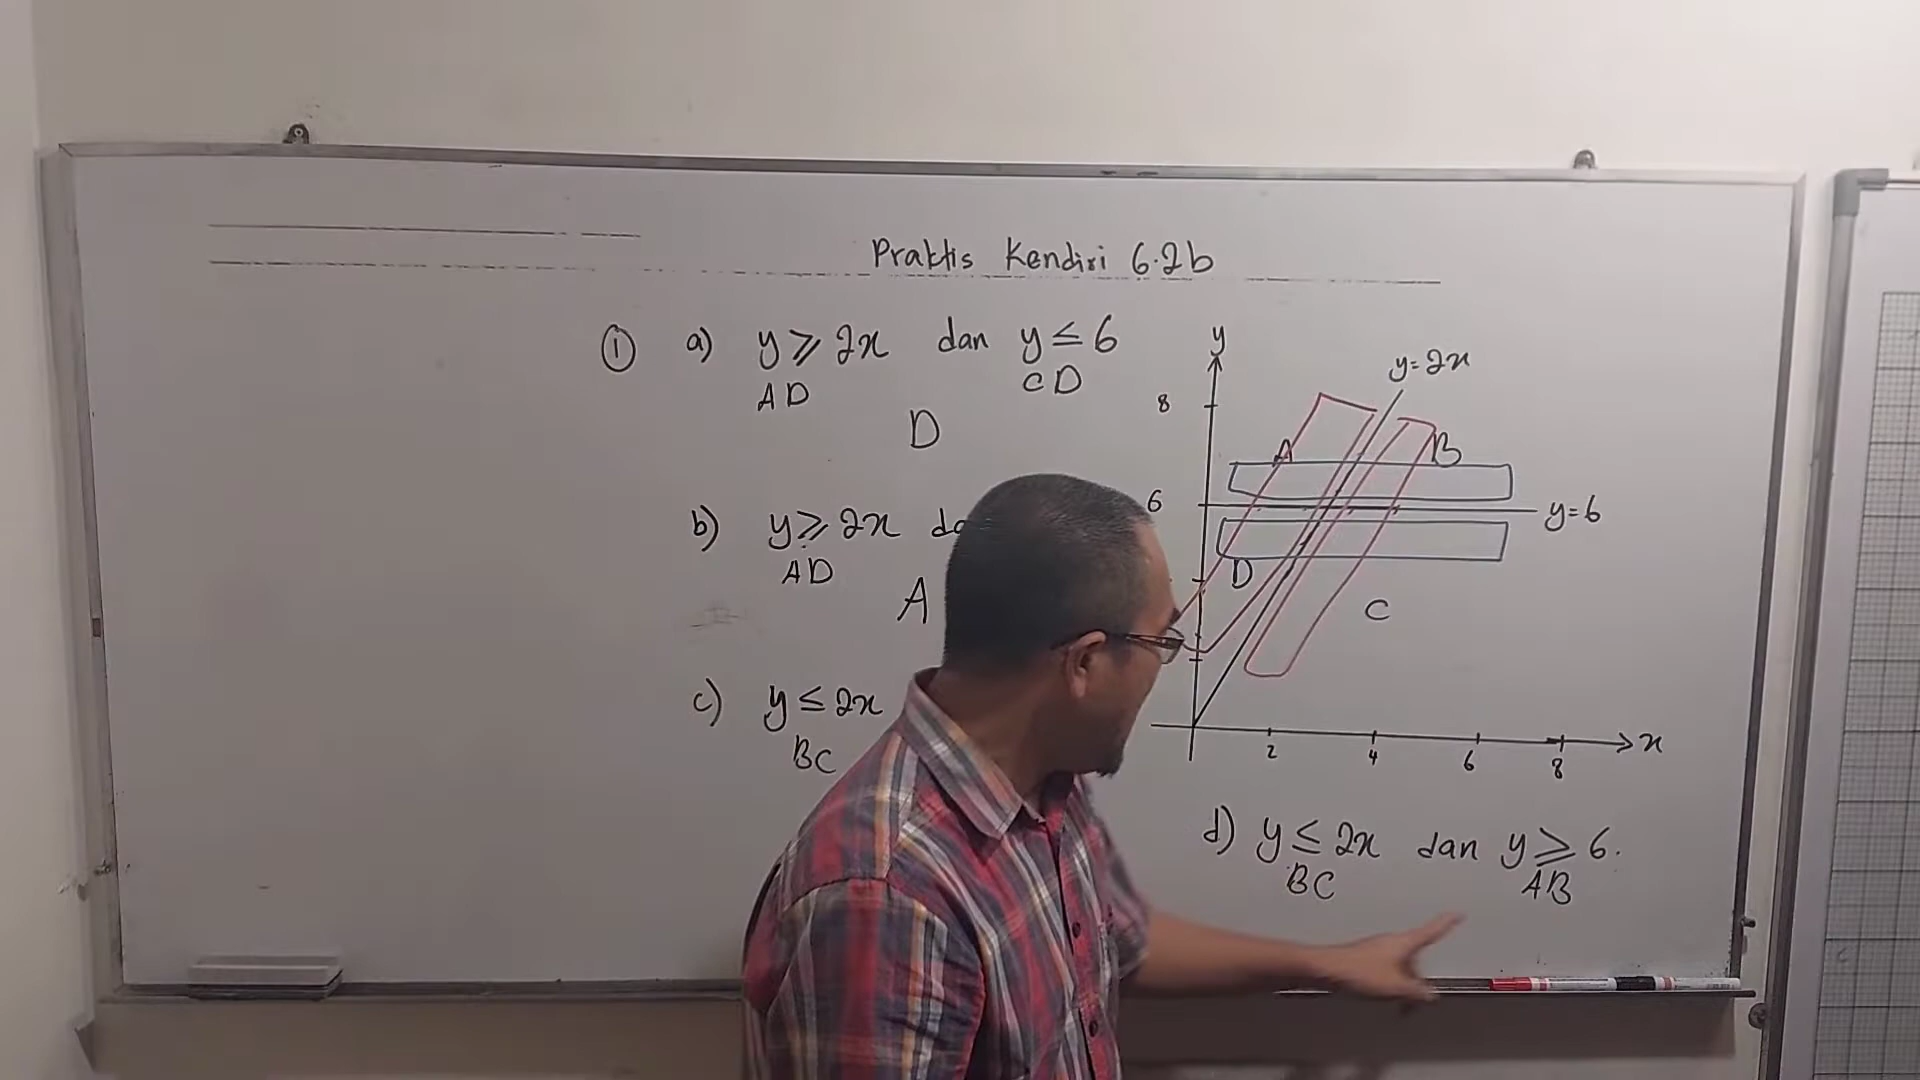 Praktis Kendiri 6.2b
① a) y ⩾ 2x dan y ≤ 6
AD CD
D
b) y ⩾ 2x
AD
A
c) y ≤ 2x
BC
y
y=2x
8
A B
6
y=6
D
C
2 4 6 8 x
d) y ≤ 2x dan y ⩾ 6.
BC AB